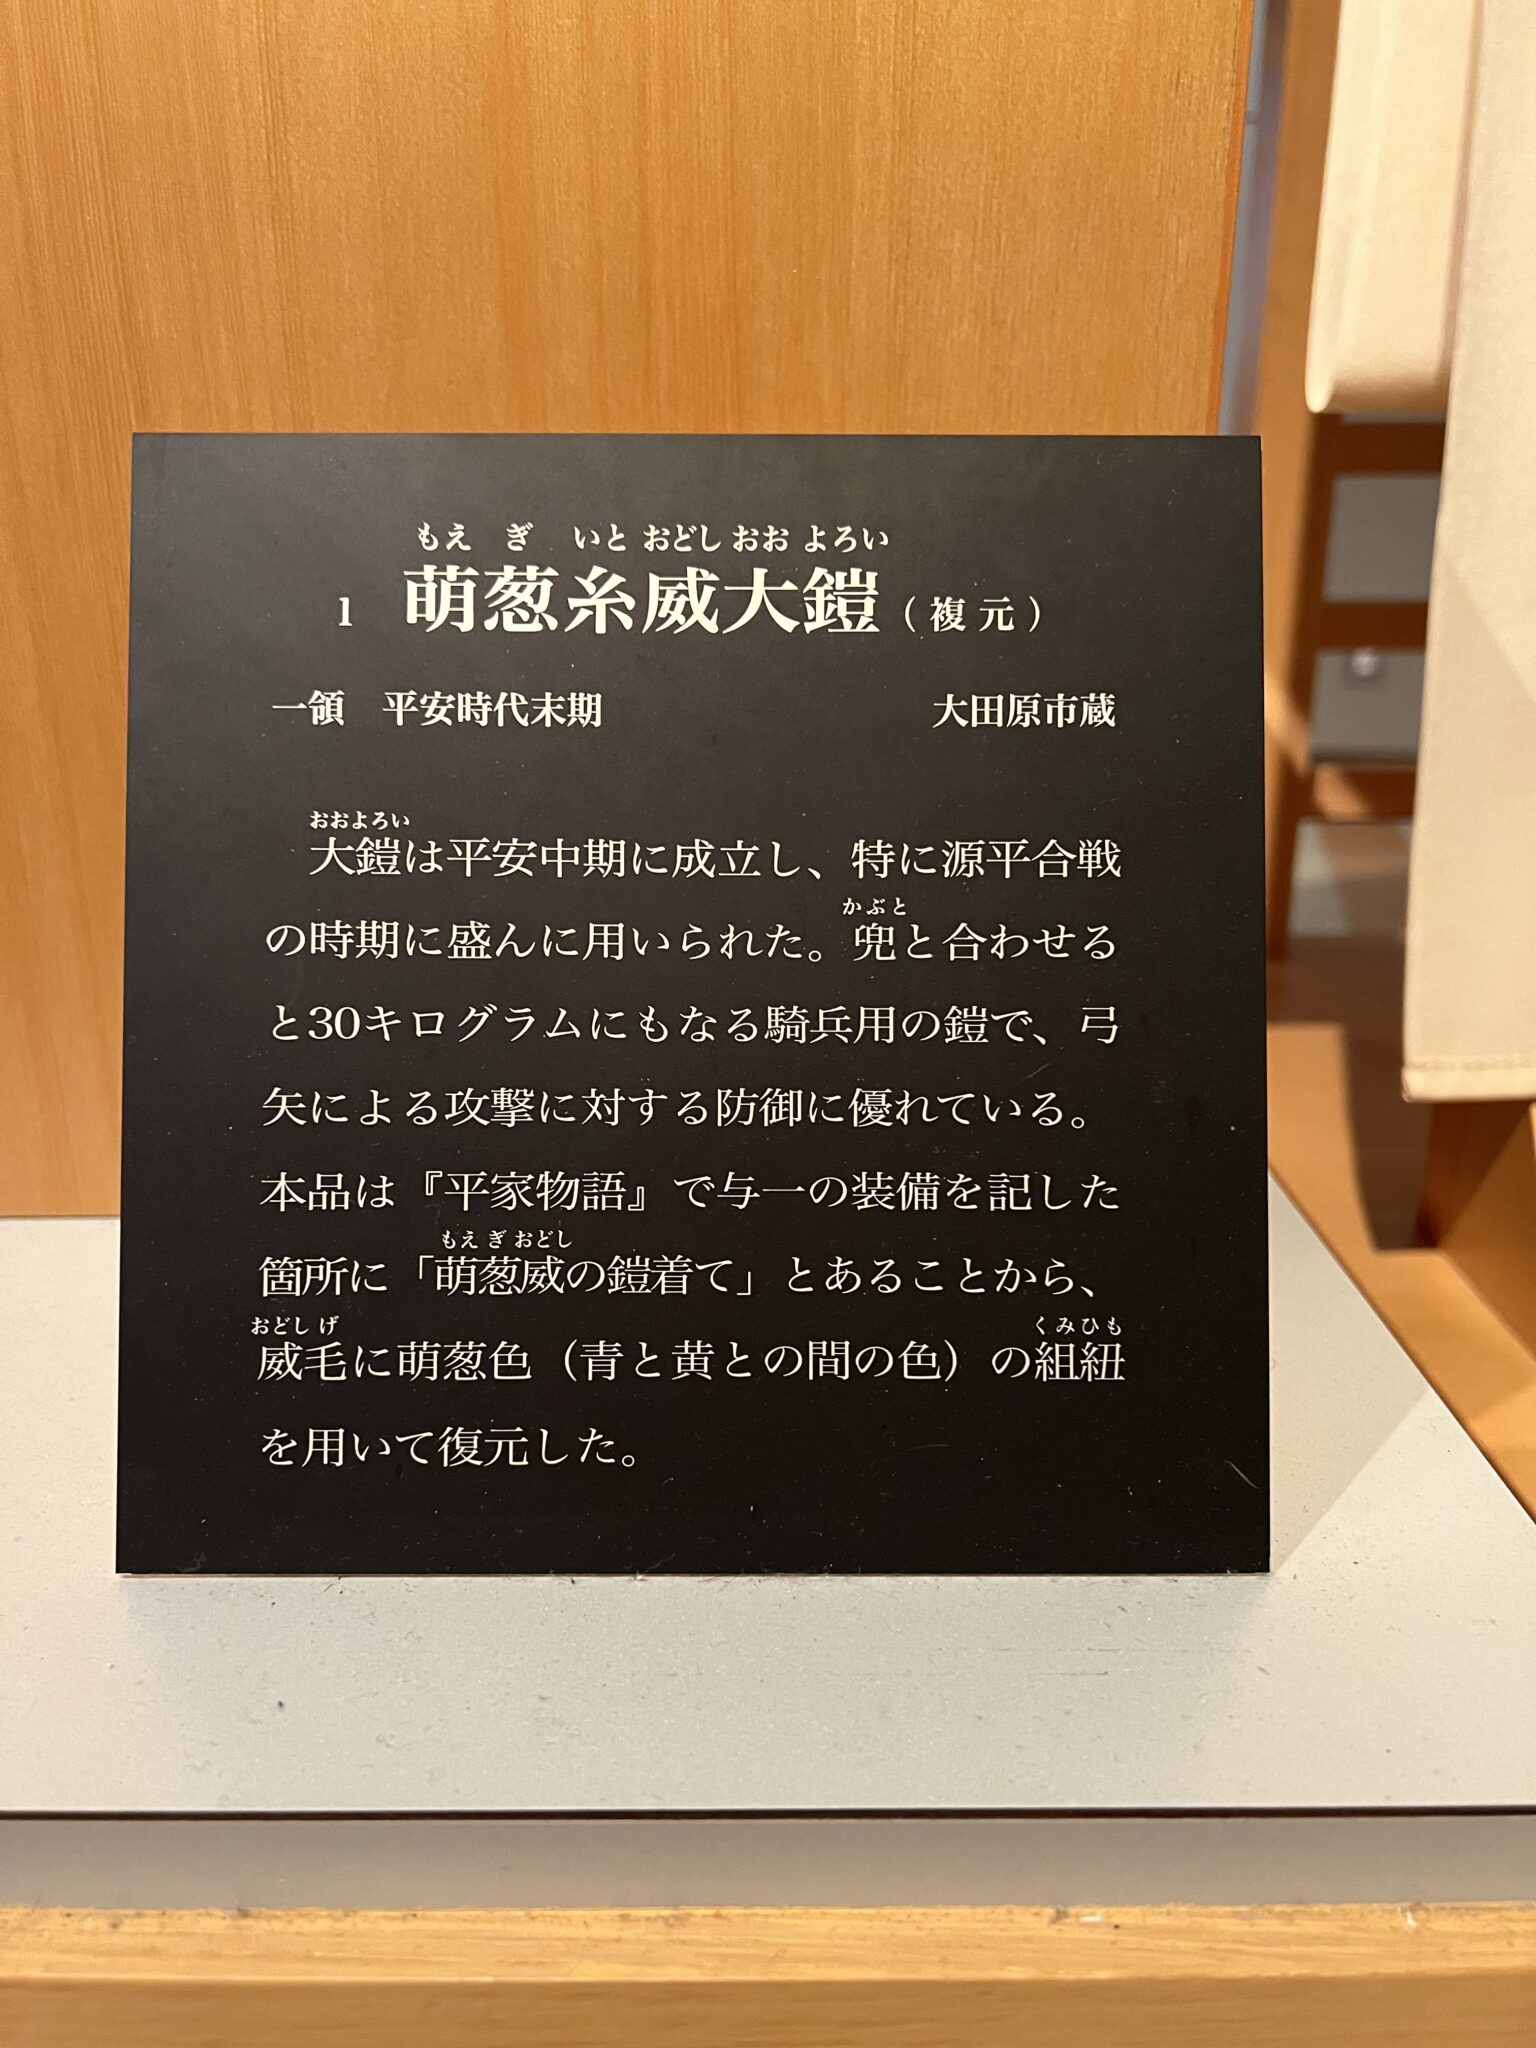 もえ ぎ いと おどし おお よろい
1 萌葱糸威大鎧（複元）
一領 平安時代末期 大田原市蔵
おおよろい
大鎧は平安中期に成立し、特に源平合戦
かぶと
の時期に盛んに用いられた。兜と合わせる
と30キログラムにもなる騎兵用の鎧で、弓
矢による攻撃に対する防御に優れている。
本品は『平家物語』で与一の装備を記した
もえ ぎ おどし
箇所に「萌葱威の鎧着て」とあることから、
おどし げ くみひも
威毛に萌葱色（青と黄との間の色）の組紐
を用いて復元した。